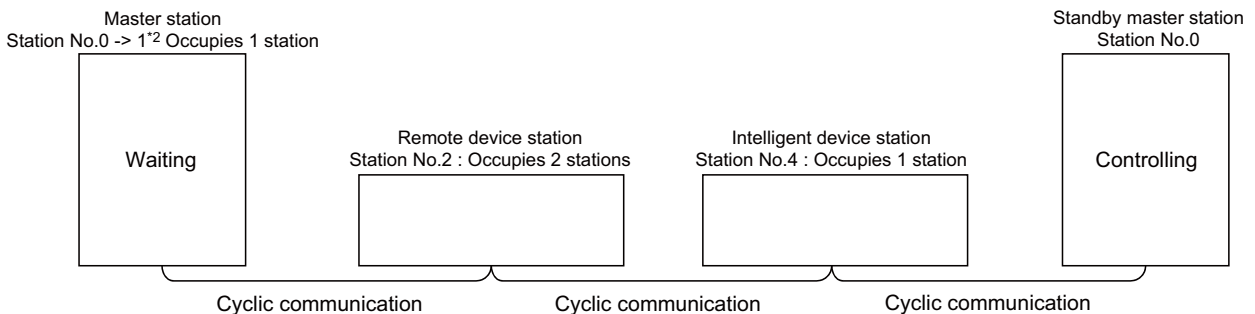 Master station
Station No.0 -> 1*2 Occupies 1 station
Standby master station
Station No.0
Waiting
Remote device station
Station No.2 : Occupies 2 stations
Intelligent device station
Station No.4 : Occupies 1 station
Controlling
Cyclic communication
Cyclic communication
Cyclic communication